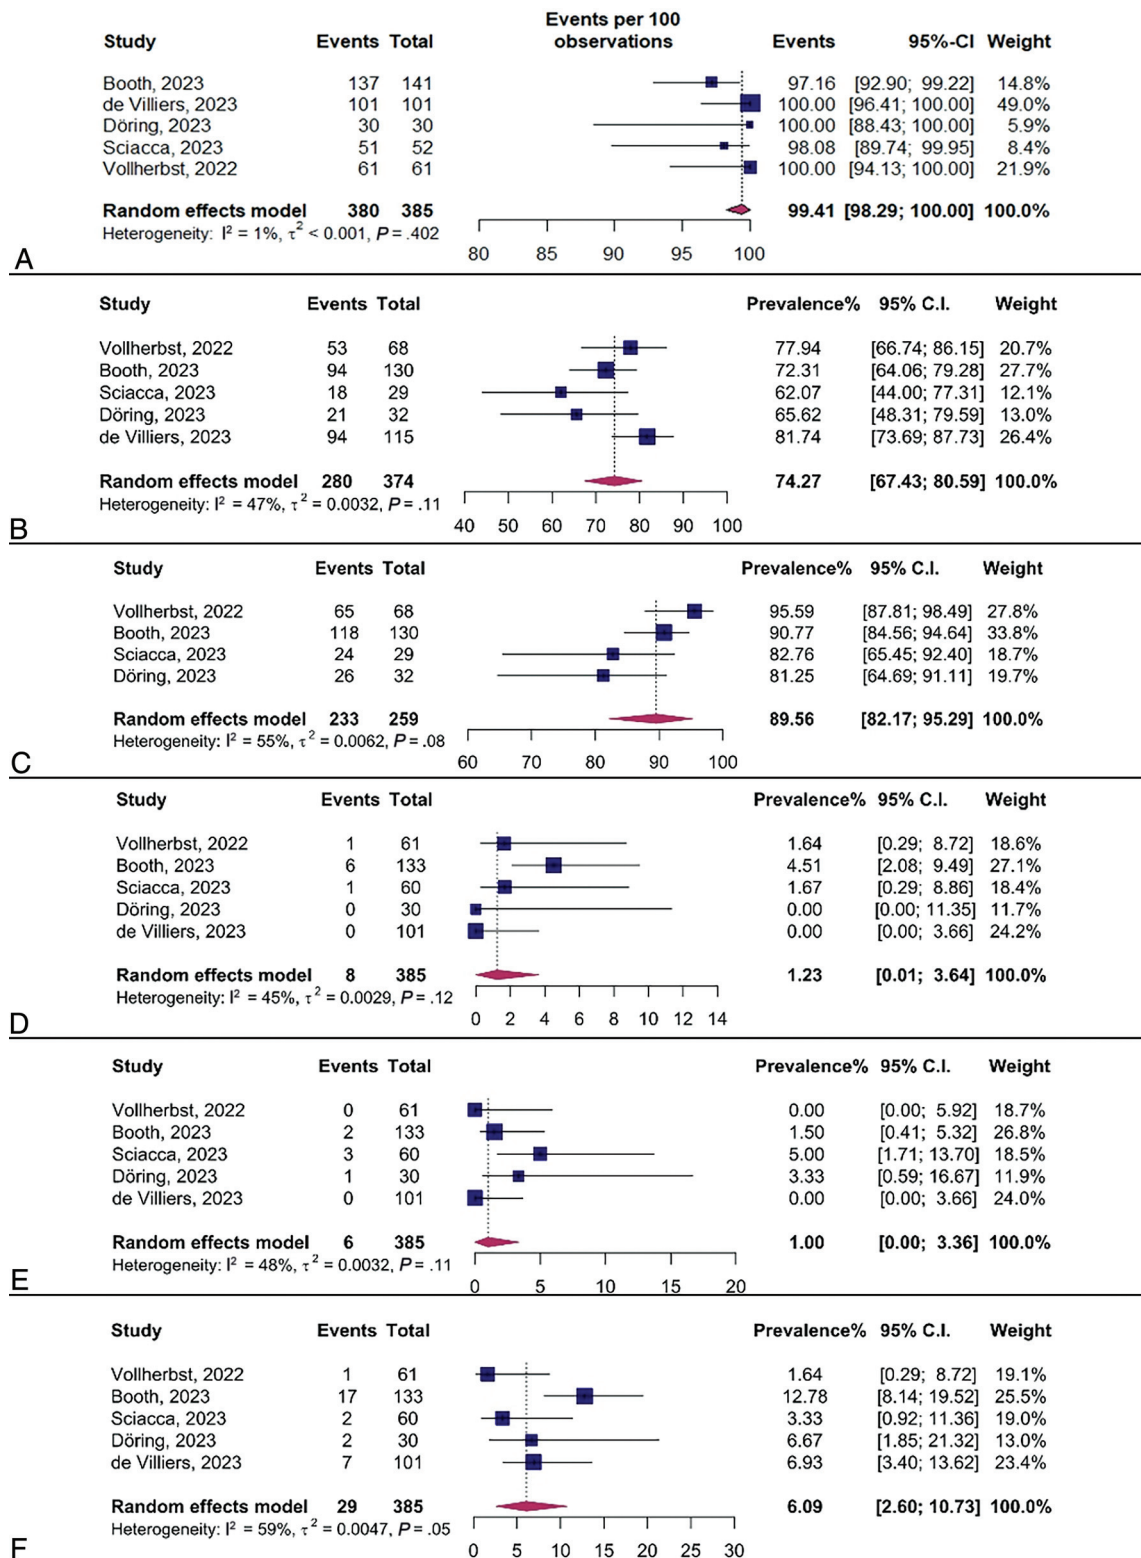 Study Events Total Events per 100 observations Events 95%-CI Weight
Booth, 2023 137 141 97.16 [92.90; 99.22] 14.8%
de Villiers, 2023 101 101 100.00 [96.41; 100.00] 49.0%
Döring, 2023 30 30 100.00 [88.43; 100.00] 5.9%
Sciacca, 2023 51 52 98.08 [89.74; 99.95] 8.4%
Vollherbst, 2022 61 61 100.00 [94.13; 100.00] 21.9%
Random effects model 380 385 99.41 [98.29; 100.00] 100.0%
Heterogeneity: I² = 1%, τ² < 0.001, P = .402
80 85 90 95 100
A
Study Events Total Prevalence% 95% C.I. Weight
Vollherbst, 2022 53 68 77.94 [66.74; 86.15] 20.7%
Booth, 2023 94 130 72.31 [64.06; 79.28] 27.7%
Sciacca, 2023 18 29 62.07 [44.00; 77.31] 12.1%
Döring, 2023 21 32 65.62 [48.31; 79.59] 13.0%
de Villiers, 2023 94 115 81.74 [73.69; 87.73] 26.4%
Random effects model 280 374 74.27 [67.43; 80.59] 100.0%
Heterogeneity: I² = 47%, τ² = 0.0032, P = .11
40 50 60 70 80 90 100
B
Study Events Total Prevalence% 95% C.I. Weight
Vollherbst, 2022 65 68 95.59 [87.81; 98.49] 27.8%
Booth, 2023 118 130 90.77 [84.56; 94.64] 33.8%
Sciacca, 2023 24 29 82.76 [65.45; 92.40] 18.7%
Döring, 2023 26 32 81.25 [64.69; 91.11] 19.7%
Random effects model 233 259 89.56 [82.17; 95.29] 100.0%
Heterogeneity: I² = 55%, τ² = 0.0062, P = .08
60 70 80 90 100
C
Study Events Total Prevalence% 95% C.I. Weight
Vollherbst, 2022 1 61 1.64 [0.29; 8.72] 18.6%
Booth, 2023 6 133 4.51 [2.08; 9.49] 27.1%
Sciacca, 2023 1 60 1.67 [0.29; 8.86] 18.4%
Döring, 2023 0 30 0.00 [0.00; 11.35] 11.7%
de Villiers, 2023 0 101 0.00 [0.00; 3.66] 24.2%
Random effects model 8 385 1.23 [0.01; 3.64] 100.0%
Heterogeneity: I² = 45%, τ² = 0.0029, P = .12
0 2 4 6 8 10 12 14
D
Study Events Total Prevalence% 95% C.I. Weight
Vollherbst, 2022 0 61 0.00 [0.00; 5.92] 18.7%
Booth, 2023 2 133 1.50 [0.41; 5.32] 26.8%
Sciacca, 2023 3 60 5.00 [1.71; 13.70] 18.5%
Döring, 2023 1 30 3.33 [0.59; 16.67] 11.9%
de Villiers, 2023 0 101 0.00 [0.00; 3.66] 24.0%
Random effects model 6 385 1.00 [0.00; 3.36] 100.0%
Heterogeneity: I² = 48%, τ² = 0.0032, P = .11
0 5 10 15 20
E
Study Events Total Prevalence% 95% C.I. Weight
Vollherbst, 2022 1 61 1.64 [0.29; 8.72] 19.1%
Booth, 2023 17 133 12.78 [8.14; 19.52] 25.5%
Sciacca, 2023 2 60 3.33 [0.92; 11.36] 19.0%
Döring, 2023 2 30 6.67 [1.85; 21.32] 13.0%
de Villiers, 2023 7 101 6.93 [3.40; 13.62] 23.4%
Random effects model 29 385 6.09 [2.60; 10.73] 100.0%
Heterogeneity: I² = 59%, τ² = 0.0047, P = .05
0 5 10 15 20 25 30
F